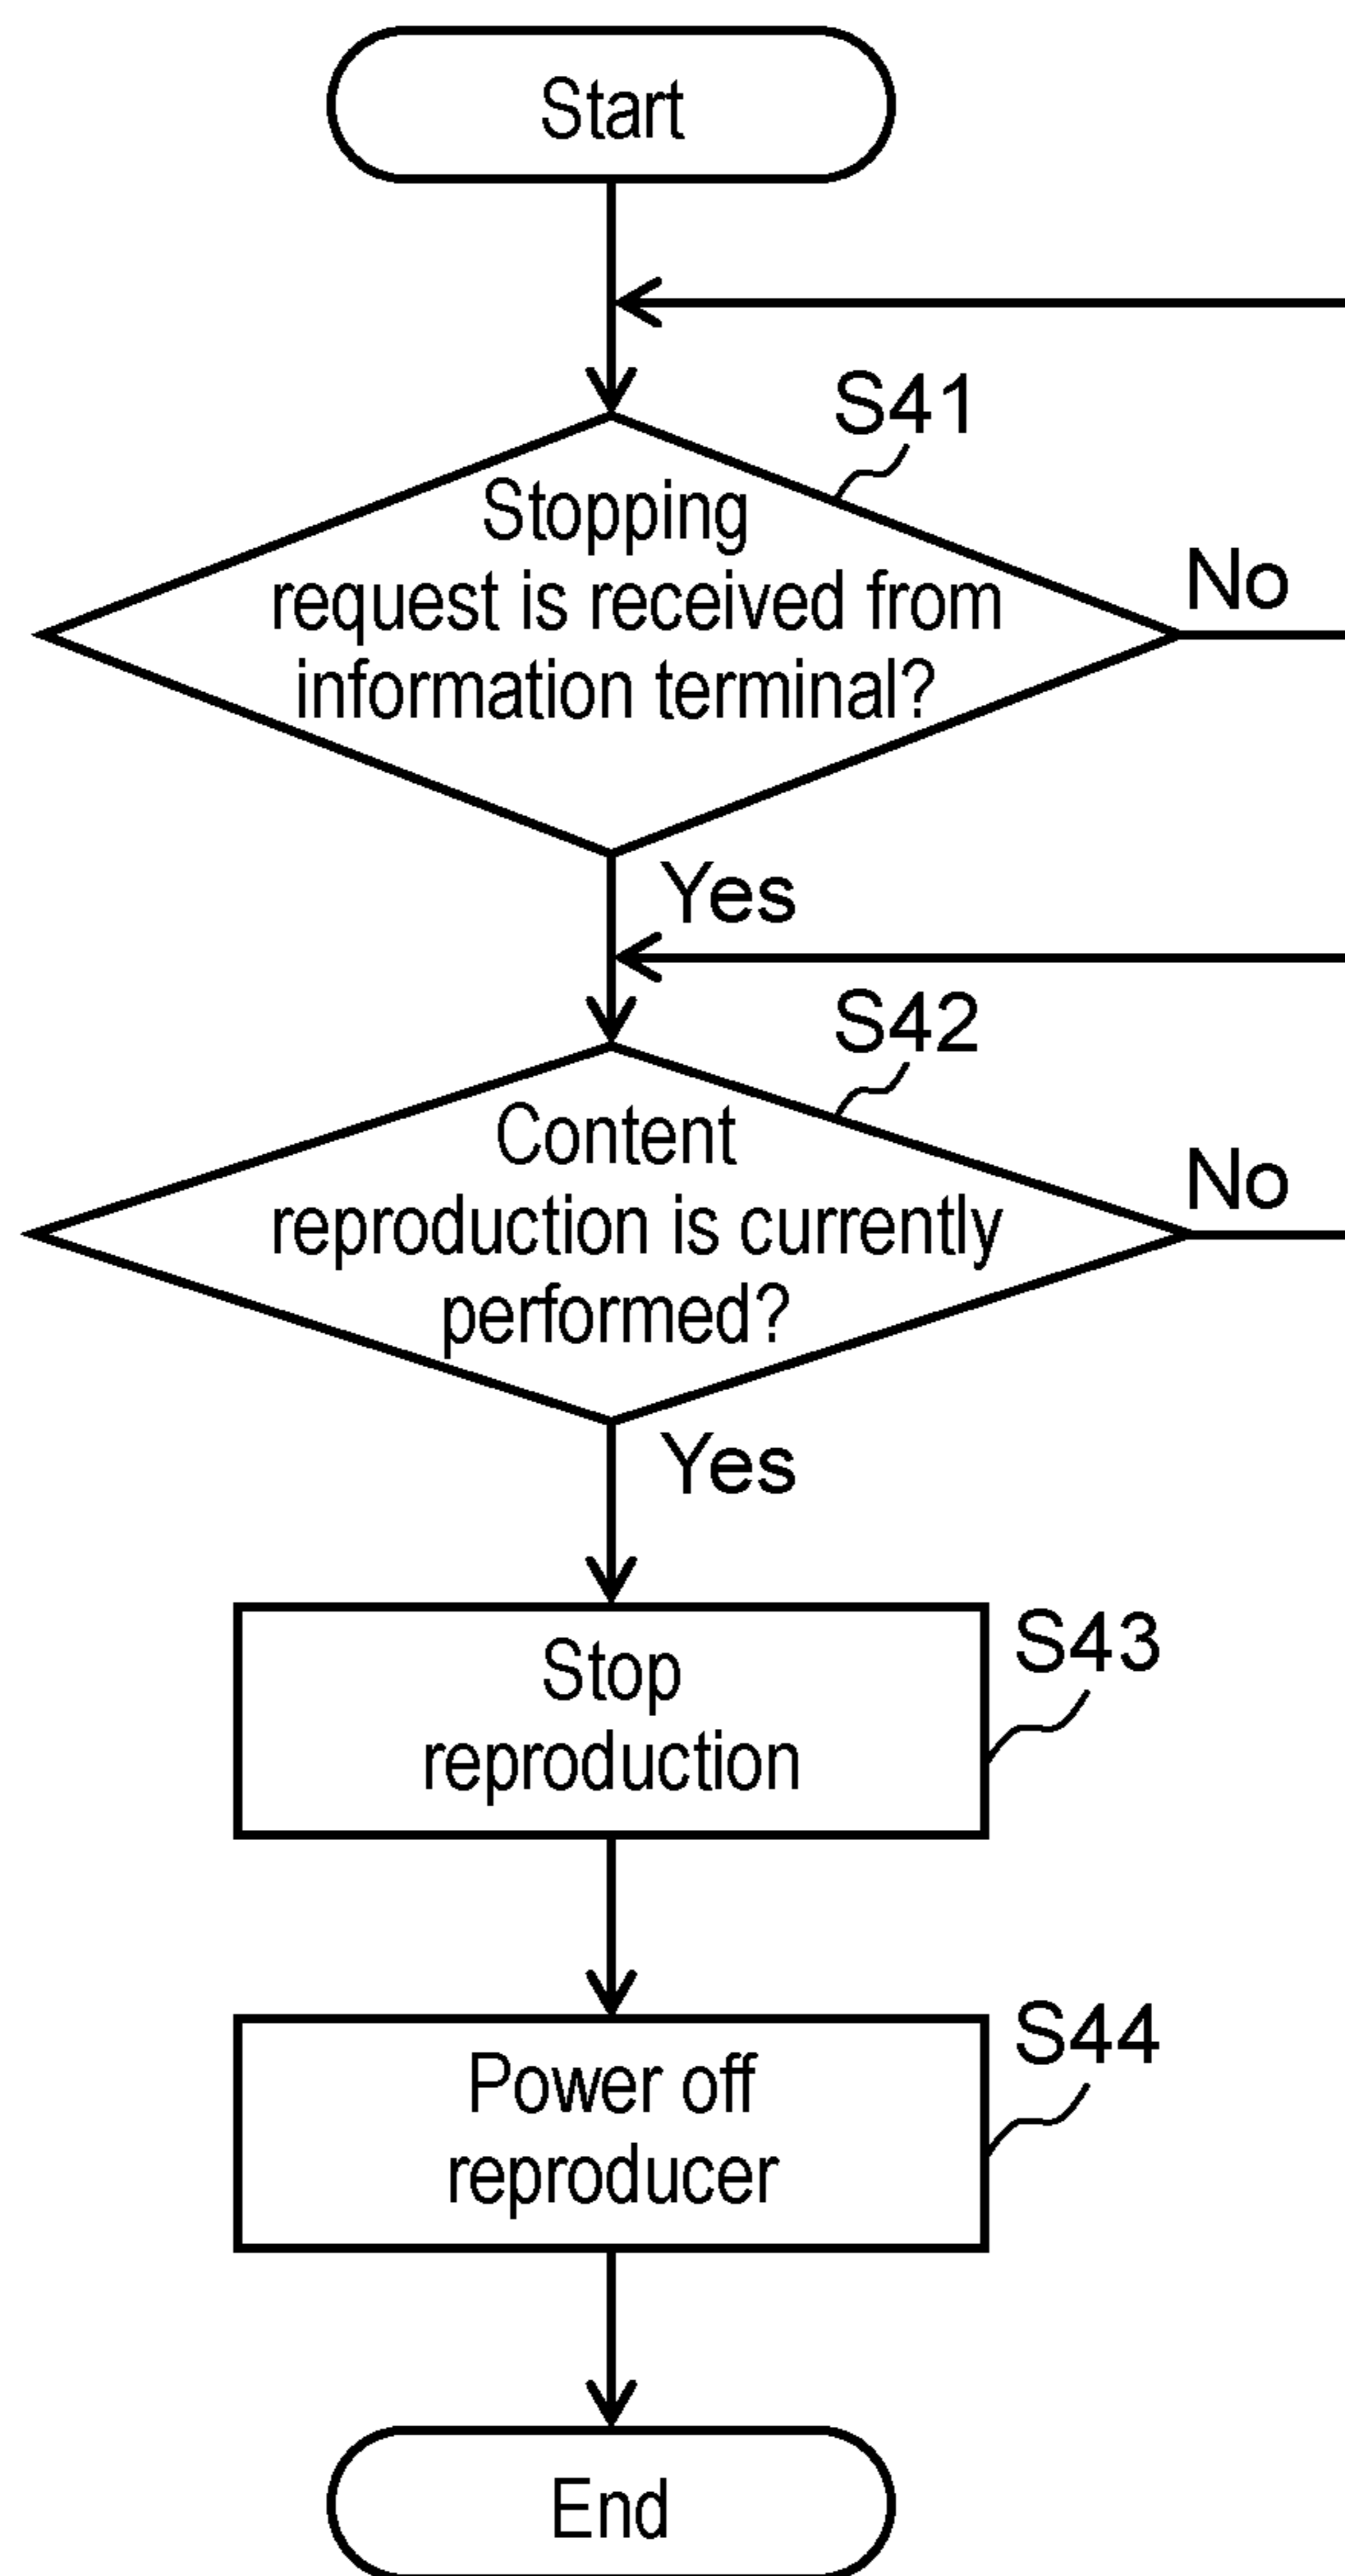 Start
S41
Stopping
request is received from
information terminal?
No
Yes
S42
Content
reproduction is currently
performed?
No
Yes
Stop
reproduction
S43
Power off
reproducer
S44
End